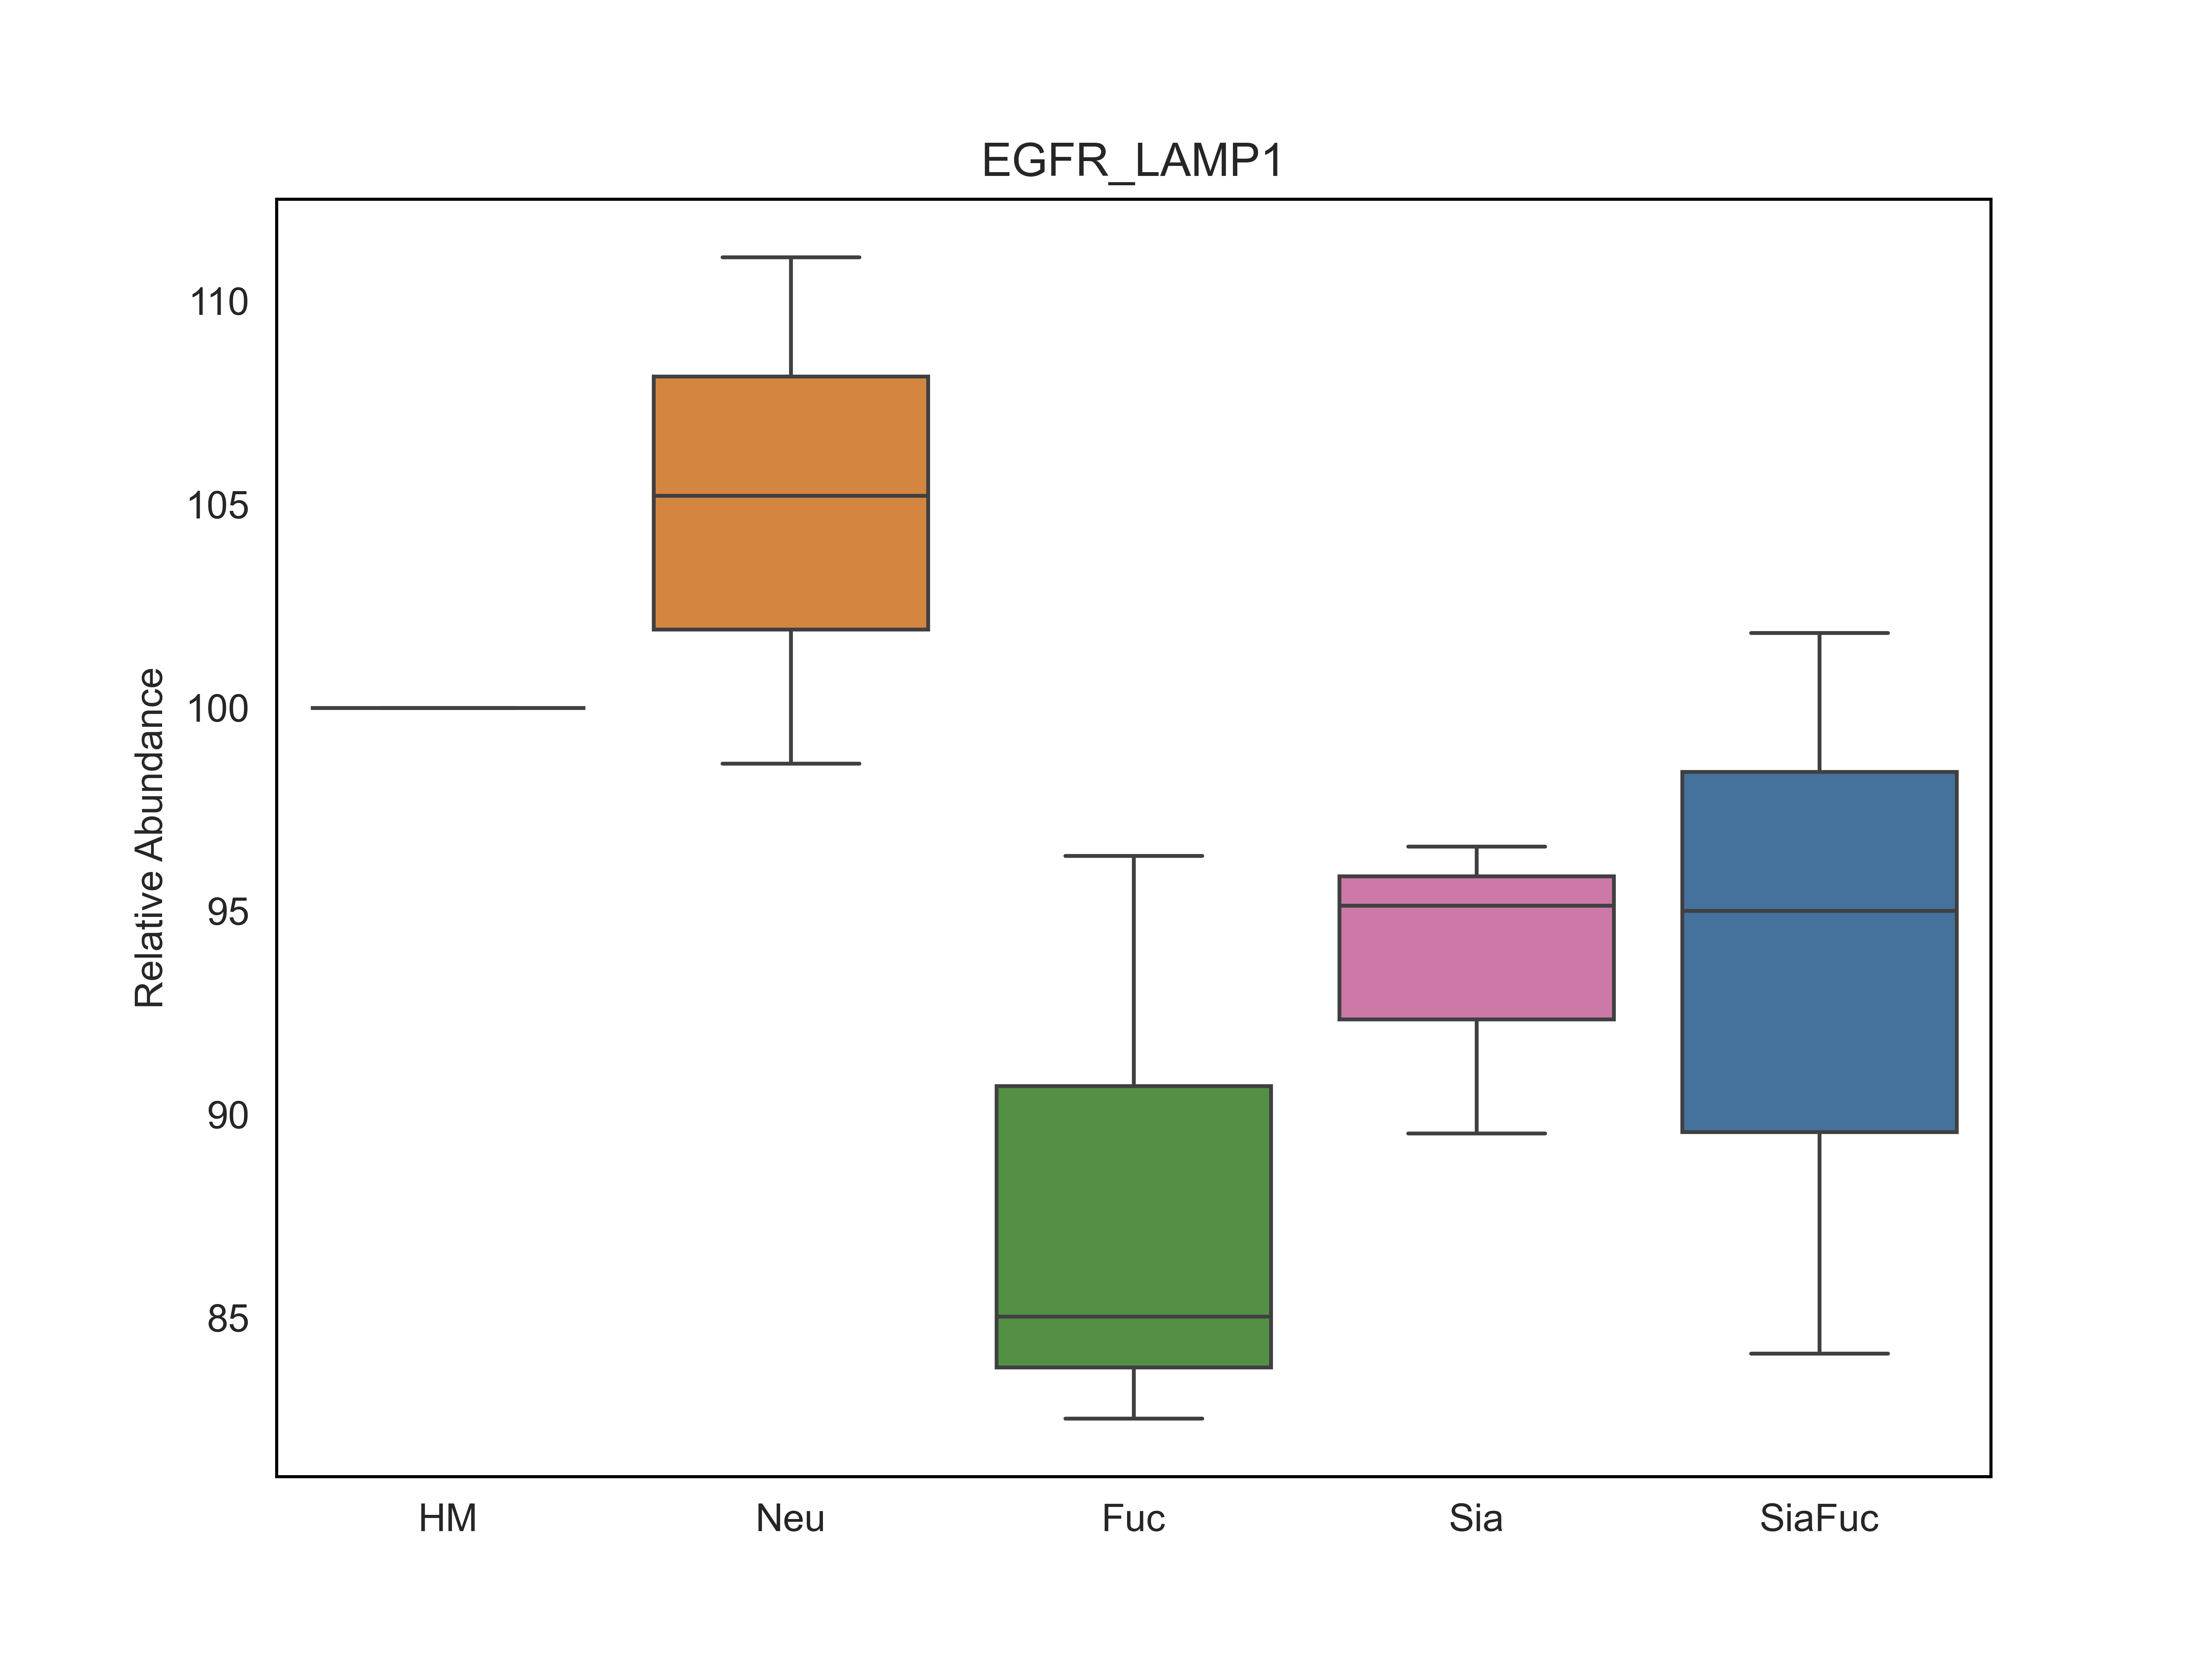 EGFR_LAMP1
Relative Abundance
110
105
100
95
90
85
HM
Neu
Fuc
Sia
SiaFuc